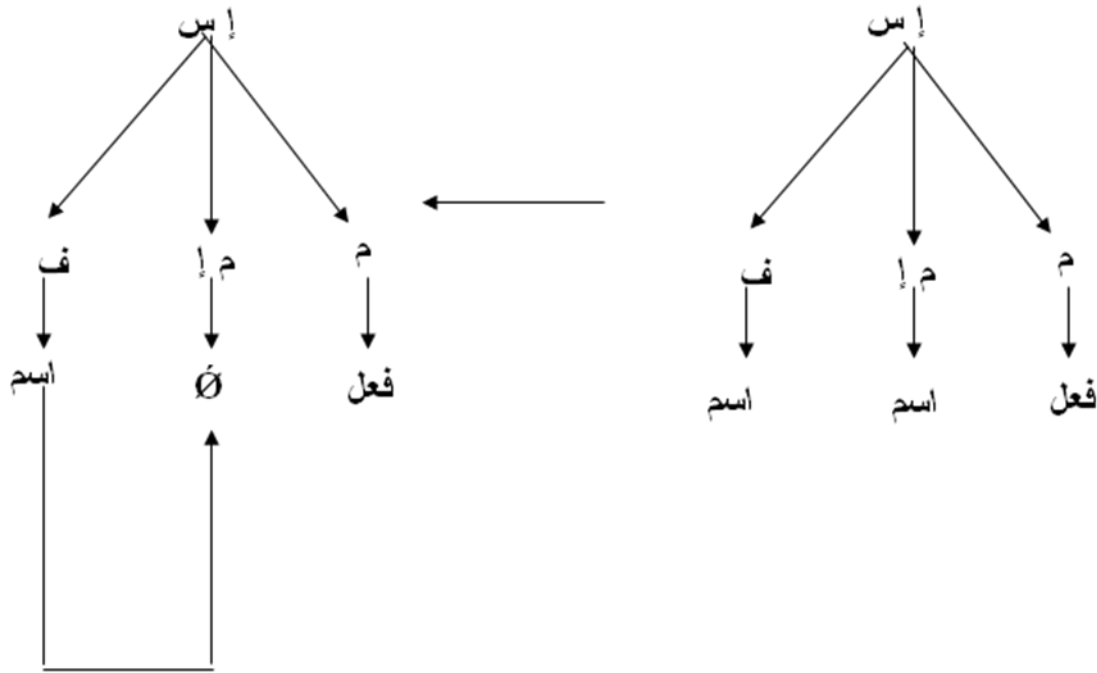 إ س إ س
م م إ ف م م إ ف
فعل اسم اسم فعل Ǿ اسم